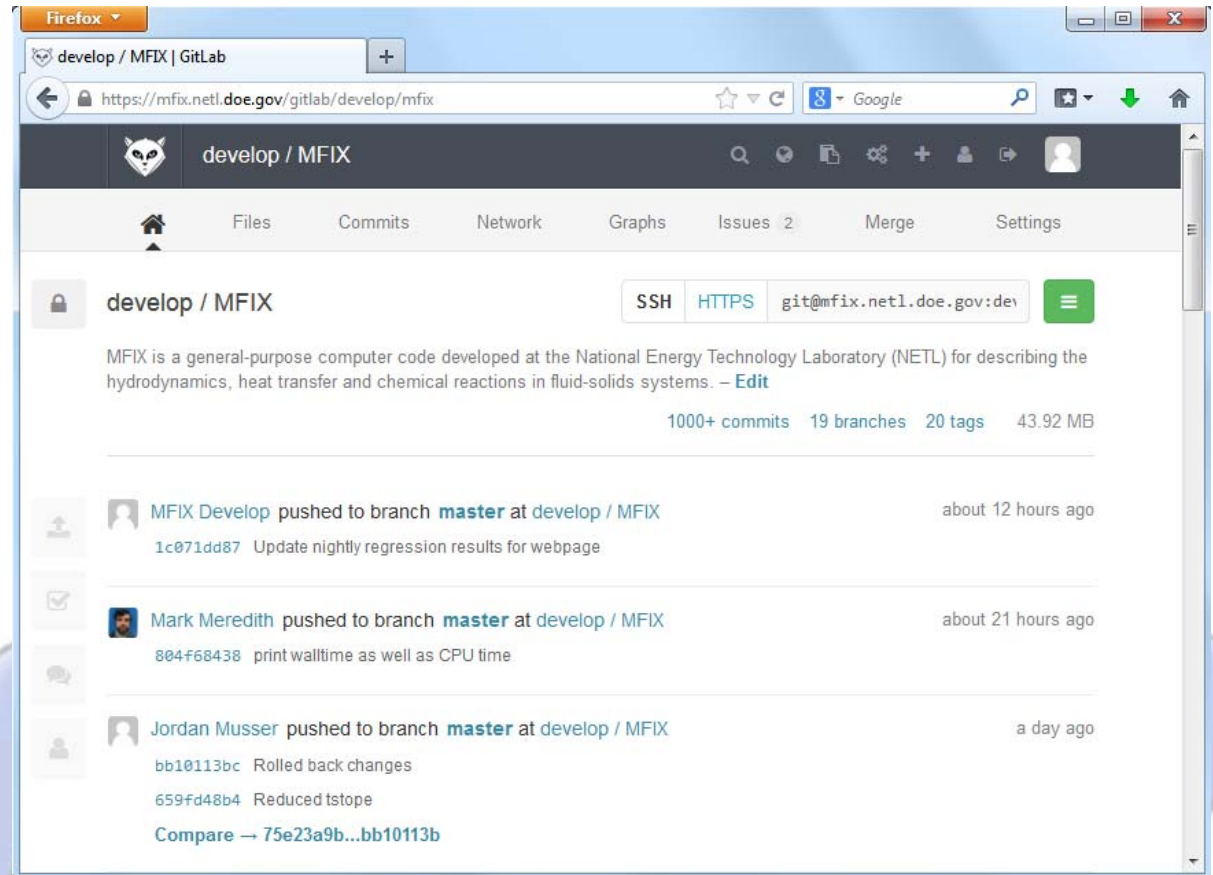 Firefox
develop / MFIX | GitLab
https://mfix.netl.doe.gov/gitlab/develop/mfix
Google
develop / MFIX
Files Commits Network Graphs Issues 2 Merge Settings
develop / MFIX
SSH HTTPS git@mfix.netl.doe.gov:dev
MFIX is a general-purpose computer code developed at the National Energy Technology Laboratory (NETL) for describing the
hydrodynamics, heat transfer and chemical reactions in fluid-solids systems. – Edit
1000+ commits 19 branches 20 tags 43.92 MB
MFIX Develop pushed to branch master at develop / MFIX about 12 hours ago
1c071dd87 Update nightly regression results for webpage
Mark Meredith pushed to branch master at develop / MFIX about 21 hours ago
804f68438 print walltime as well as CPU time
Jordan Musser pushed to branch master at develop / MFIX a day ago
bb10113bc Rolled back changes
659fd48b4 Reduced tstope
Compare → 75e23a9b...bb10113b